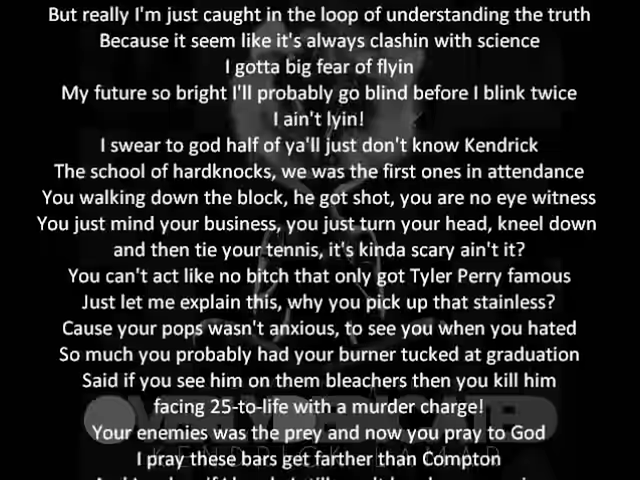 But really I'm just caught in the loop of understanding the truth
Because it seem like it's always clashin with science
I gotta big fear of flyin
My future so bright I'll probably go blind before I blink twice
I ain't lyin!
I swear to god half of ya'll just don't know Kendrick
The school of hardknocks, we was the first ones in attendance
You walking down the block, he got shot, you are no eye witness
You just mind your business, you just turn your head, kneel down
and then tie your tennis, it's kinda scary ain't it?
You can't act like no bitch that only got Tyler Perry famous
Just let me explain this, why you pick up that stainless?
Cause your pops wasn't anxious, to see you when you hated
So much you probably had your burner tucked at graduation
Said if you see him on them bleachers then you kill him
facing 25-to-life with a murder charge!
Your enemies was the prey and now you pray to God
KENDRICK LAMAR
I pray these bars get farther than Compton